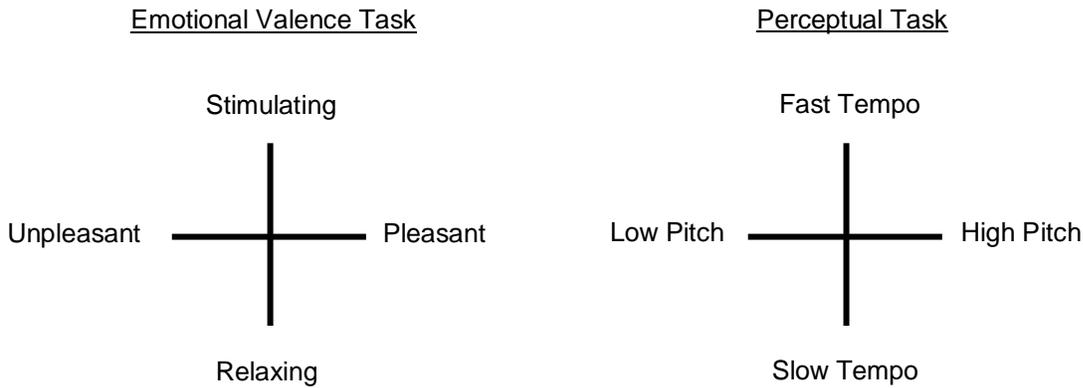 Emotional Valence Task
Perceptual Task
Stimulating
Fast Tempo
Unpleasant
Pleasant
Low Pitch
High Pitch
Relaxing
Slow Tempo